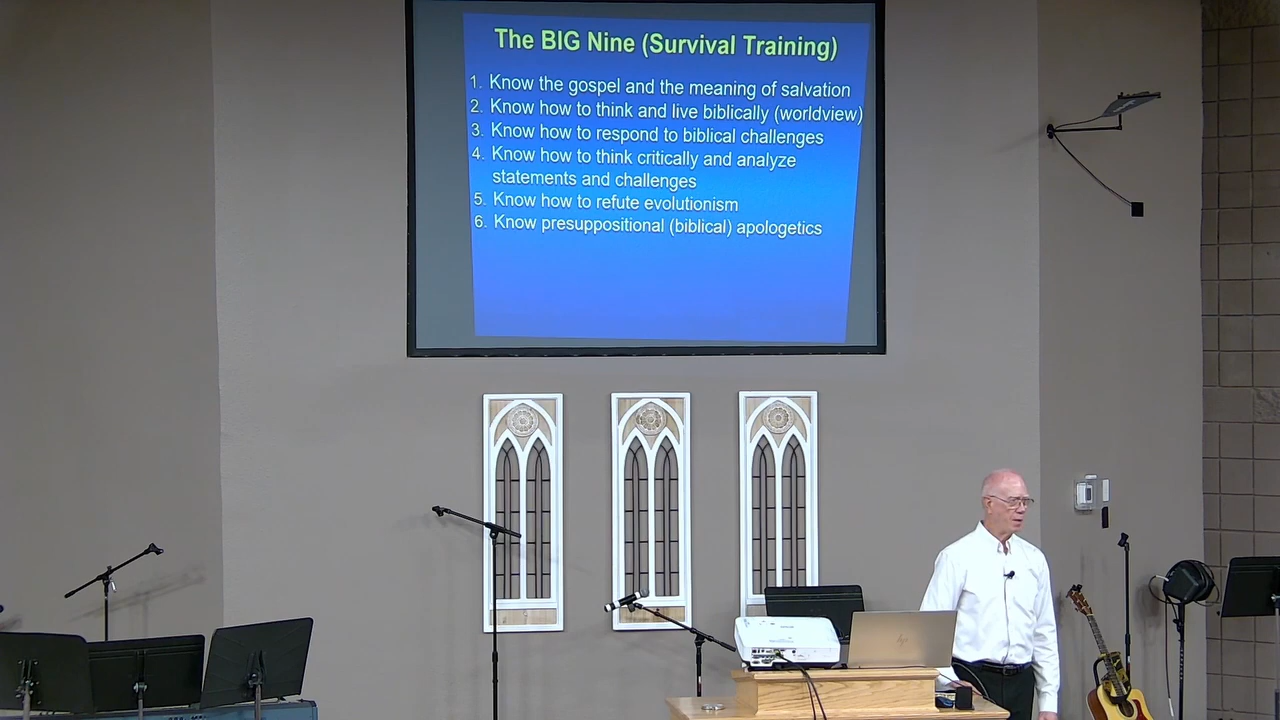 The BIG Nine (Survival Training)
1. Know the gospel and the meaning of salvation
2. Know how to think and live biblically (worldview)
3. Know how to respond to biblical challenges
4. Know how to think critically and analyze
statements and challenges
5. Know how to refute evolutionism
6. Know presuppositional (biblical) apologetics